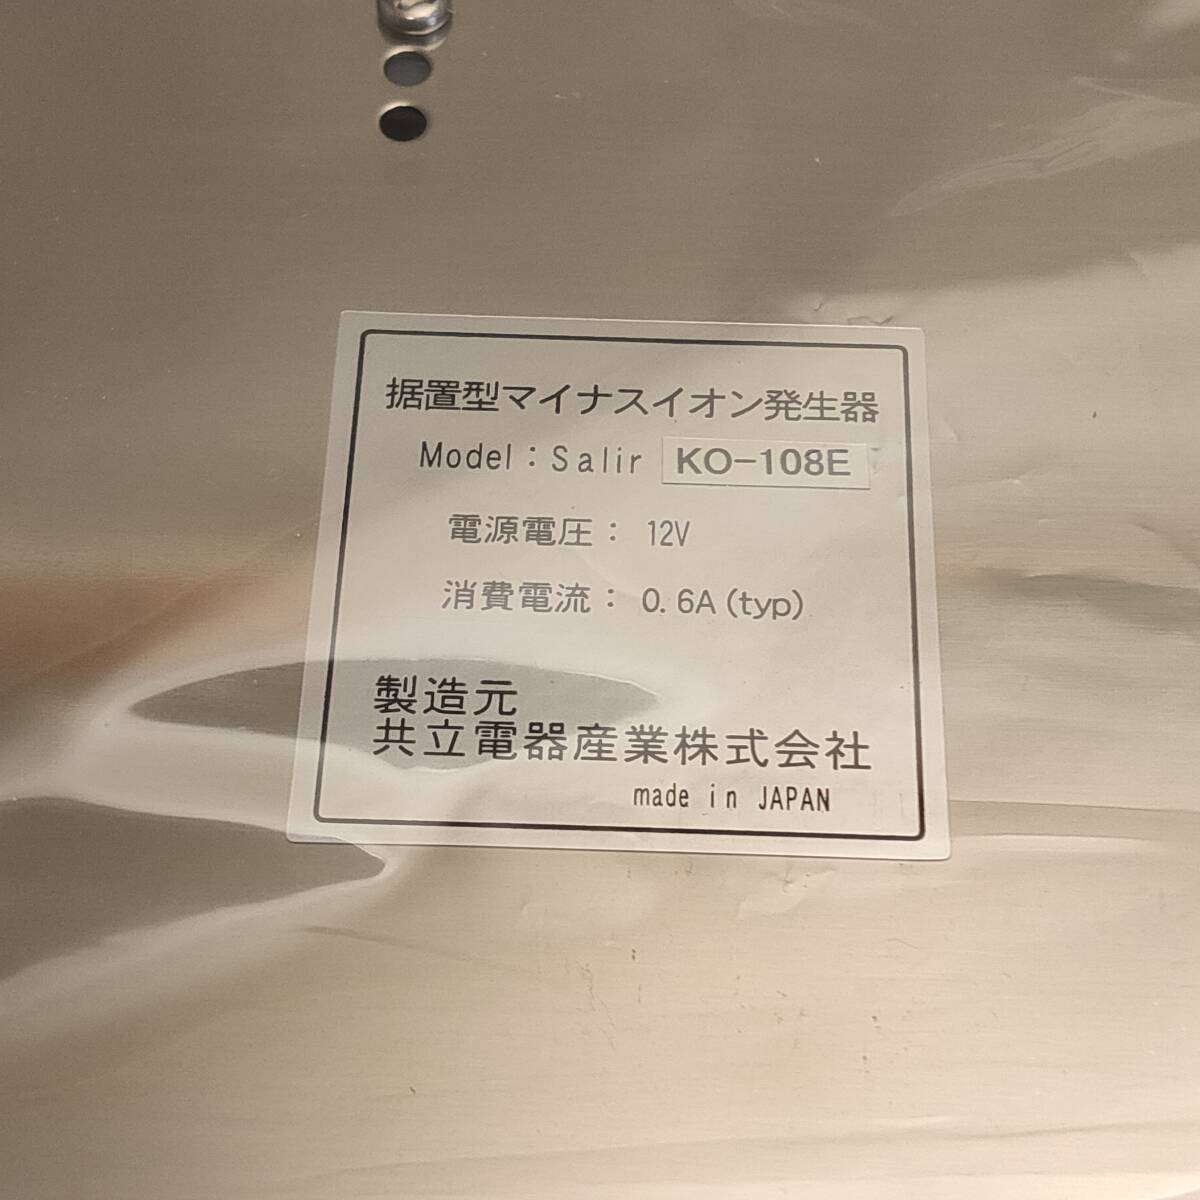 据置型マイナスイオン発生器
Model：Salir KO-108E
電源電圧： 12V
消費電流： 0.6A(typ)
製造元
共立電器産業株式会社
made in JAPAN